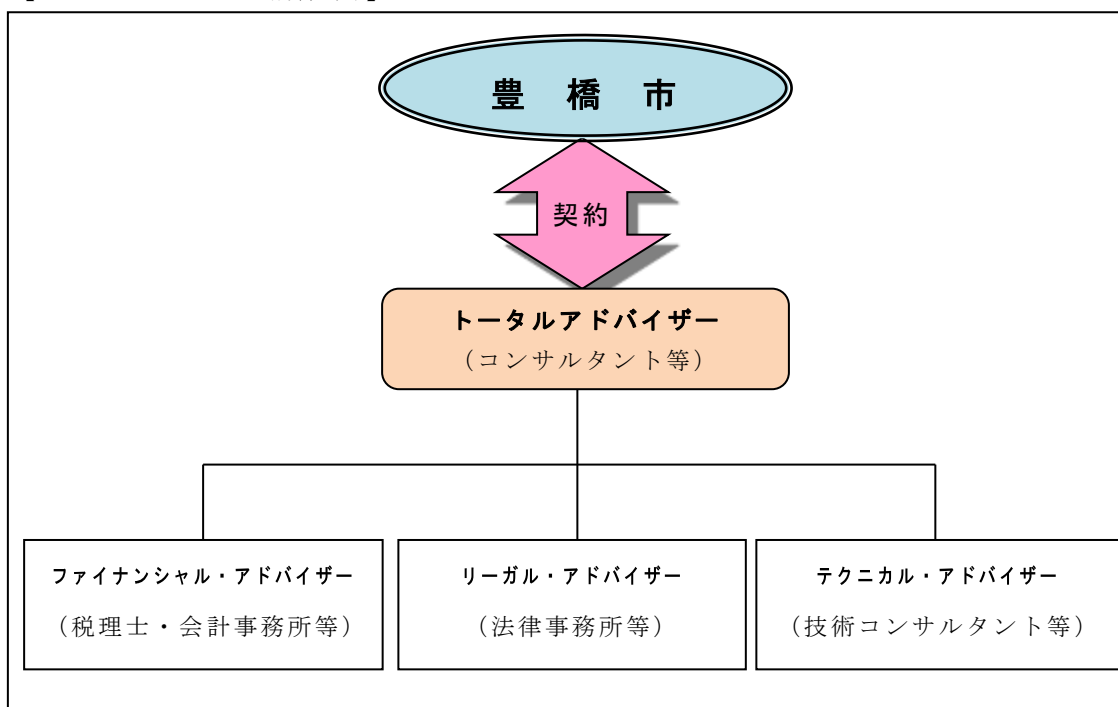 豊 橋 市
契約
トータルアドバイザー
（コンサルタント等）
ファイナンシャル・アドバイザー
（税理士・会計事務所等）
リーガル・アドバイザー
（法律事務所等）
テクニカル・アドバイザー
（技術コンサルタント等）